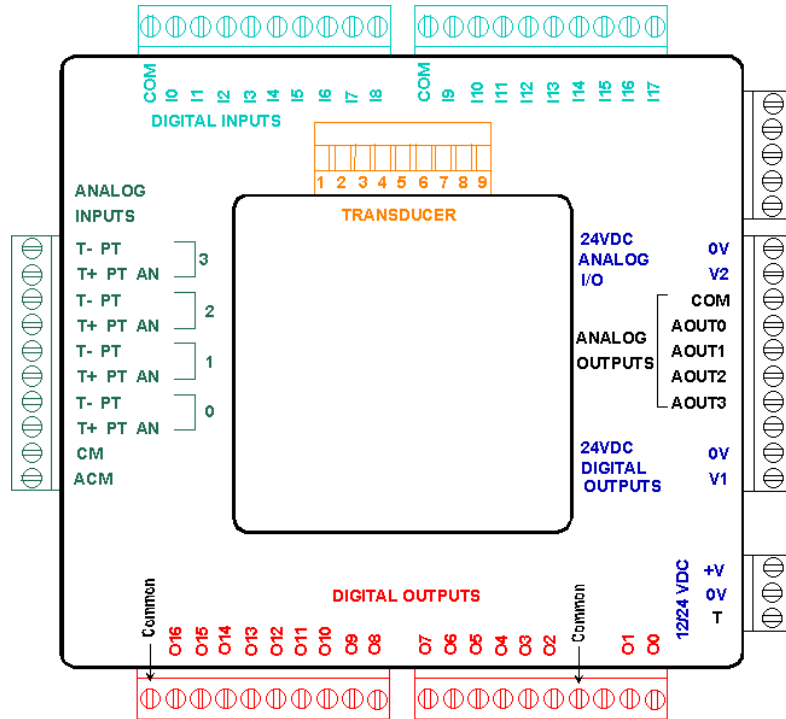 COM I0 I1 I2 I3 I4 I5 I6 I7 I8
COM I9 I10 I11 I12 I13 I14 I15 I16 I17
DIGITAL INPUTS
1 2 3 4 5 6 7 8 9
TRANSDUCER
ANALOG
INPUTS
T- PT
T+ PT AN
3
T- PT
T+ PT AN
2
T- PT
T+ PT AN
1
T- PT
T+ PT AN
0
CM
ACM
24VDC
ANALOG
I/O
0V
V2
COM
AOUT0
AOUT1
AOUT2
AOUT3
ANALOG
OUTPUTS
24VDC
DIGITAL
OUTPUTS
0V
V1
12/24 VDC
+V
0V
T
DIGITAL OUTPUTS
Common O16 O15 O14 O13 O12 O11 O10 O9 O8
O7 O6 O5 O4 O3 O2 Common O1 O0